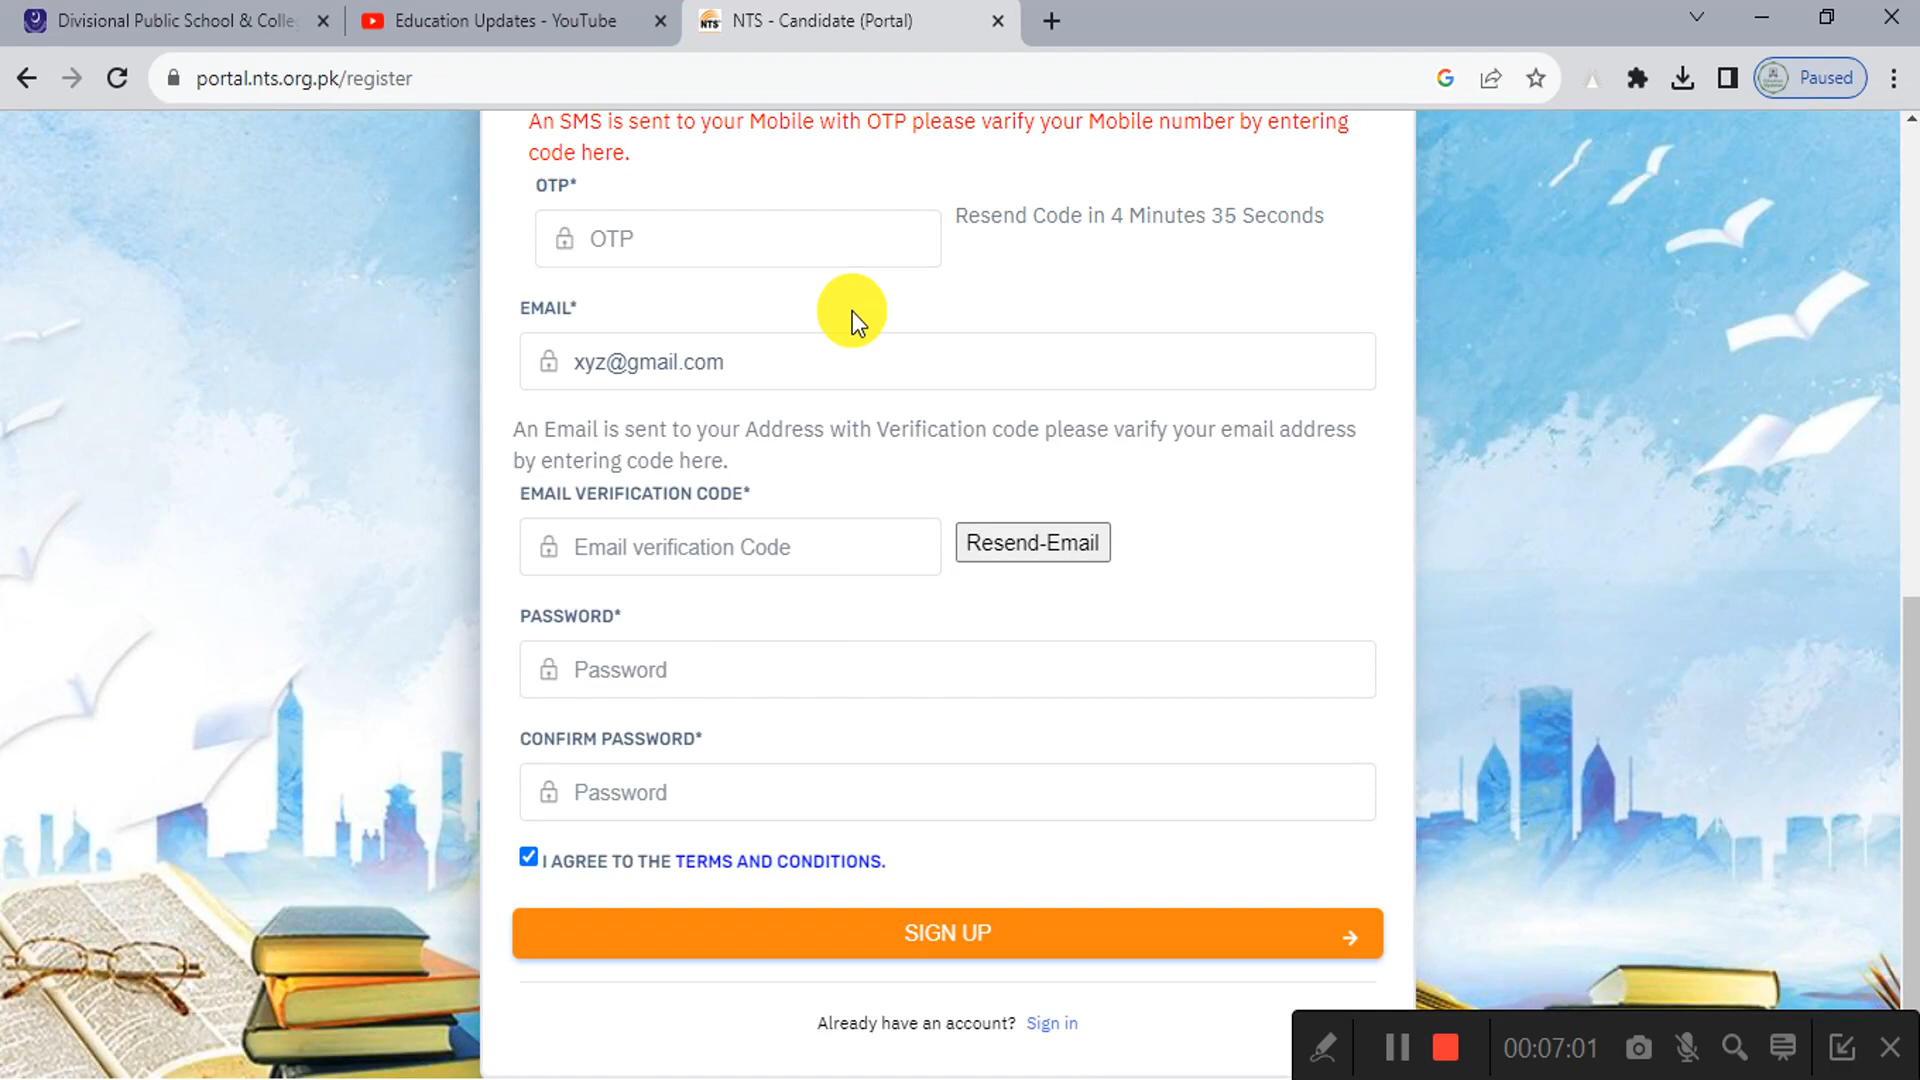 Divisional Public School & Colle
Education Updates - YouTube
NTS - Candidate (Portal)
portal.nts.org.pk/register
Paused
An SMS is sent to your Mobile with OTP please varify your Mobile number by entering
code here.
OTP*
Resend Code in 4 Minutes 35 Seconds
OTP
EMAIL*
xyz@gmail.com
An Email is sent to your Address with Verification code please varify your email address
by entering code here.
EMAIL VERIFICATION CODE*
Email verification Code
Resend-Email
PASSWORD*
Password
CONFIRM PASSWORD*
Password
I AGREE TO THE TERMS AND CONDITIONS.
SIGN UP
Already have an account? Sign in
00:07:01